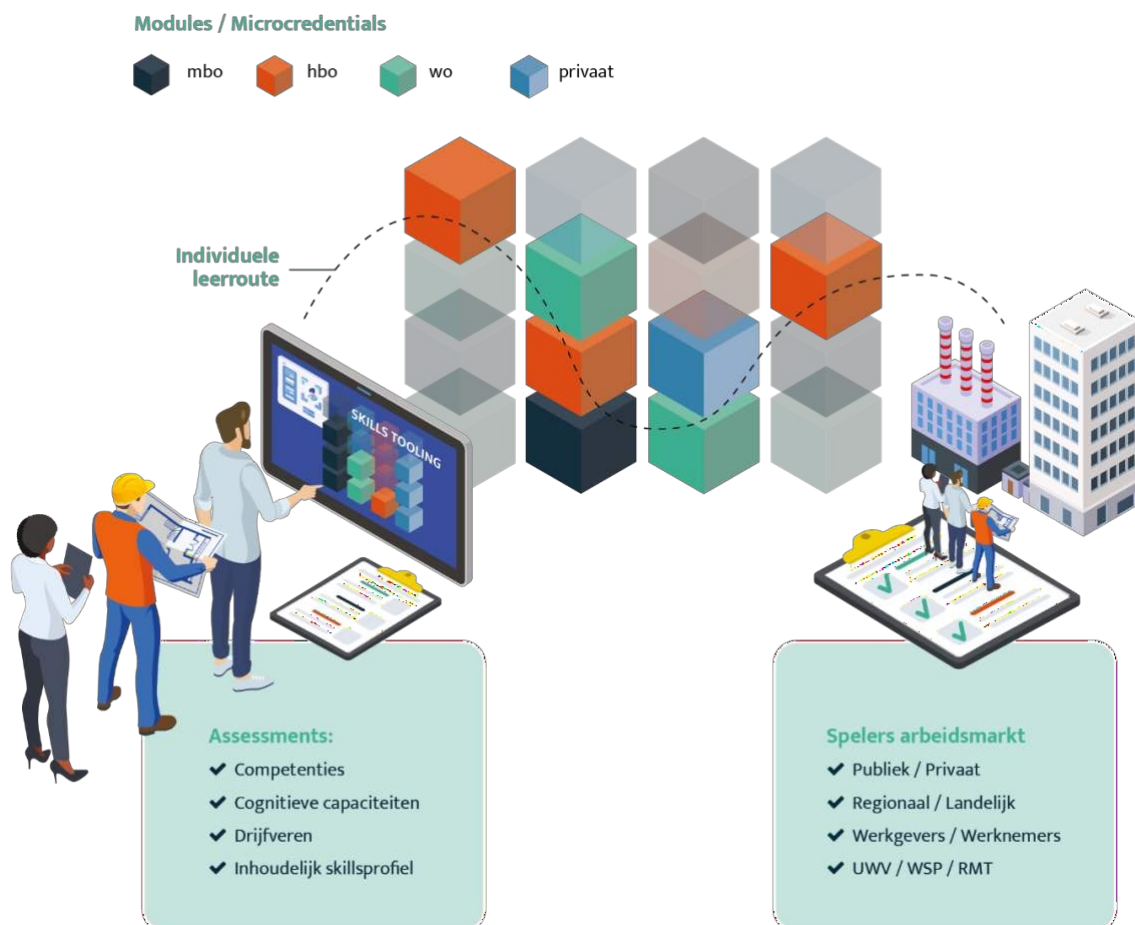 Modules / Microcredentials
mbo
hbo
wo
privaat
Individuele
leerroute
SKILLS TOOLING
Assessments:
Competenties
Cognitieve capaciteiten
Drijfveren
Inhoudelijk skillsprofiel
Spelers arbeidsmarkt
Publiek / Privaat
Regionaal / Landelijk
Werkgevers / Werknemers
UWV / WSP / RMT